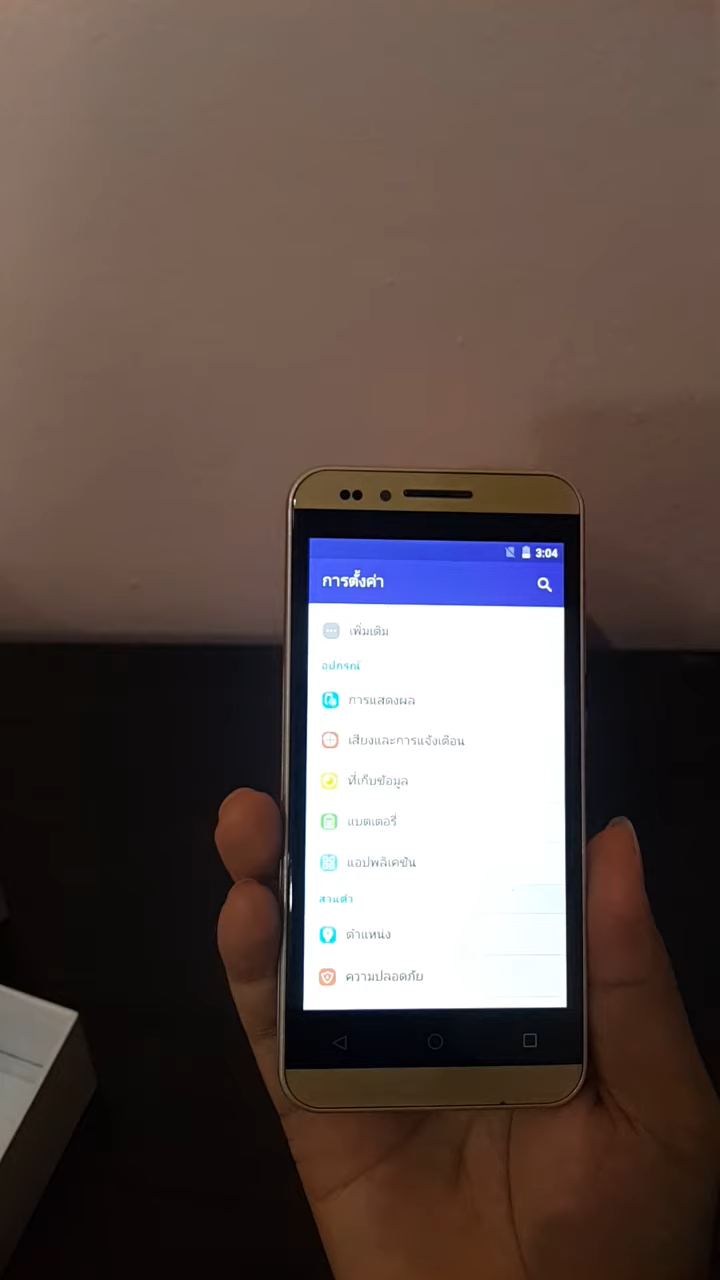 3:04
การตั้งค่า
เพิ่มเติม
อุปกรณ์
การแสดงผล
เสียงและการแจ้งเตือน
ที่เก็บข้อมูล
แบตเตอรี่
แอปพลิเคชัน
ส่วนตัว
ตำแหน่ง
ความปลอดภัย